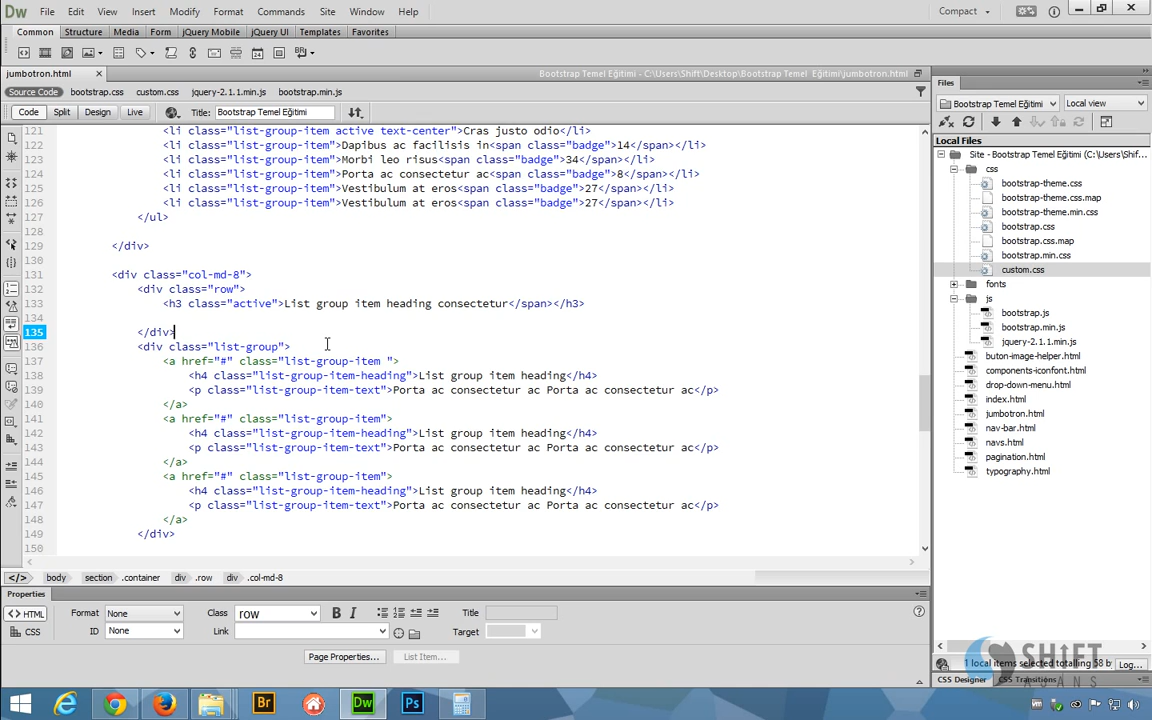 Dw File Edit View Insert Modify Format Commands Site Window Help Compact
Common Structure Media Form jQuery Mobile jQuery UI Templates Favorites
jumbotron.html × Bootstrap Temel Eğitimi - C:\Users\Shift\Desktop\Bootstrap Temel Eğitimi\jumbotron.html
Source Code bootstrap.css custom.css jquery-2.1.1.min.js bootstrap.min.js
Code Split Design Live Title: Bootstrap Temel Eğitimi
121 <li class="list-group-item active text-center">Cras justo odio</li>
122 <li class="list-group-item">Dapibus ac facilisis in<span class="badge">14</span></li>
123 <li class="list-group-item">Morbi leo risus<span class="badge">34</span></li>
124 <li class="list-group-item">Porta ac consectetur ac<span class="badge">8</span></li>
125 <li class="list-group-item">Vestibulum at eros<span class="badge">27</span></li>
126 <li class="list-group-item">Vestibulum at eros<span class="badge">27</span></li>
127 </ul>
128
129 </div>
130
131 <div class="col-md-8">
132 <div class="row">
133 <h3 class="active">List group item heading consectetur</span></h3>
134
135 </div>
136 <div class="list-group">
137 <a href="#" class="list-group-item ">
138 <h4 class="list-group-item-heading">List group item heading</h4>
139 <p class="list-group-item-text">Porta ac consectetur ac Porta ac consectetur ac</p>
140 </a>
141 <a href="#" class="list-group-item">
142 <h4 class="list-group-item-heading">List group item heading</h4>
143 <p class="list-group-item-text">Porta ac consectetur ac Porta ac consectetur ac</p>
144 </a>
145 <a href="#" class="list-group-item">
146 <h4 class="list-group-item-heading">List group item heading</h4>
147 <p class="list-group-item-text">Porta ac consectetur ac Porta ac consectetur ac</p>
148 </a>
149 </div>
150
</> body section .container div .row div .col-md-8
Properties
<> HTML Format None Class row B I Title
CSS ID None Link Target
Page Properties... List Item...
Files
Bootstrap Temel Eğitimi Local view
Local Files
Site - Bootstrap Temel Eğitimi (C:\Users\Shif...
css
bootstrap-theme.css
bootstrap-theme.css.map
bootstrap-theme.min.css
bootstrap.css
bootstrap.css.map
bootstrap.min.css
custom.css
fonts
js
bootstrap.js
bootstrap.min.js
jquery-2.1.1.min.js
buton-image-helper.html
components-iconfont.html
drop-down-menu.html
index.html
jumbotron.html
nav-bar.html
navs.html
pagination.html
typography.html
1 local items selected totalling 58 b Log...
CSS Designer CSS Transitions
SHiFT
AJANS
Br Dw Ps